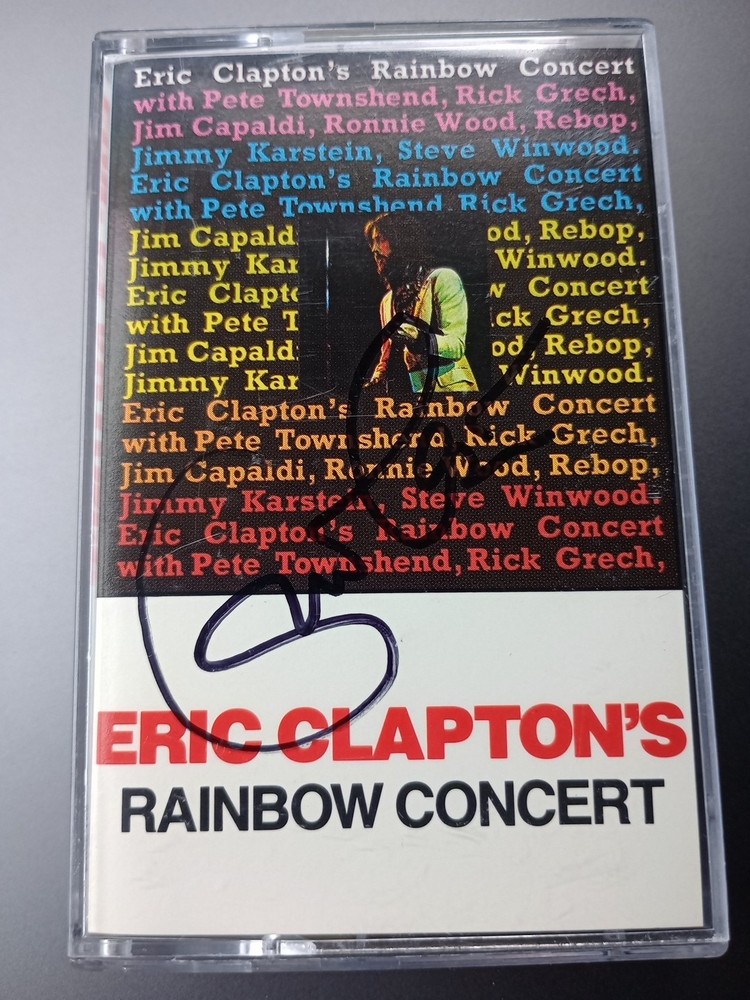 Eric Clapton's Rainbow Concert
with Pete Townshend, Rick Grech,
Jim Capaldi, Ronnie Wood, Rebop,
Jimmy Karstein, Steve Winwood.
Eric Clapton's Rainbow Concert
with Pete Townshend, Rick Grech,
Jim Capald od, Rebop,
Jimmy Kar Winwood.
Eric Clapto w Concert
with Pete T ick Grech,
Jim Capald od, Rebop,
Jimmy Kar Winwood.
Eric Clapton's Rainbow Concert
with Pete Townshend, Rick Grech,
Jim Capaldi, Ronnie Wood, Rebop,
Jimmy Karstein, Steve Winwood.
Eric Clapton's Rainbow Concert
with Pete Townshend, Rick Grech,
ERIC CLAPTON'S
RAINBOW CONCERT